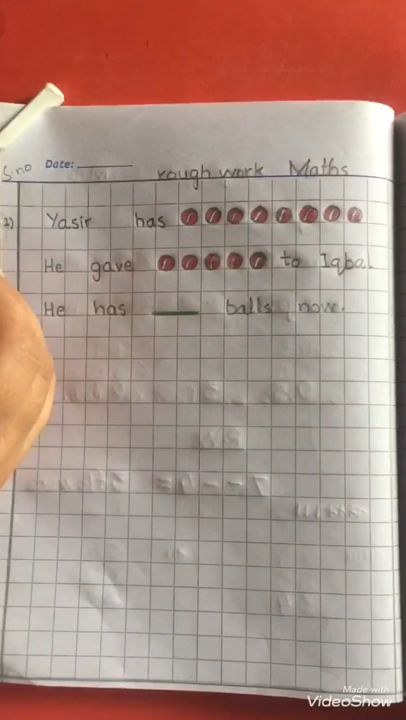 S.no Date: rough work Maths
1) Yasir has
He gave to Iqbal
He has ___ balls now.
Made with
VideoShow